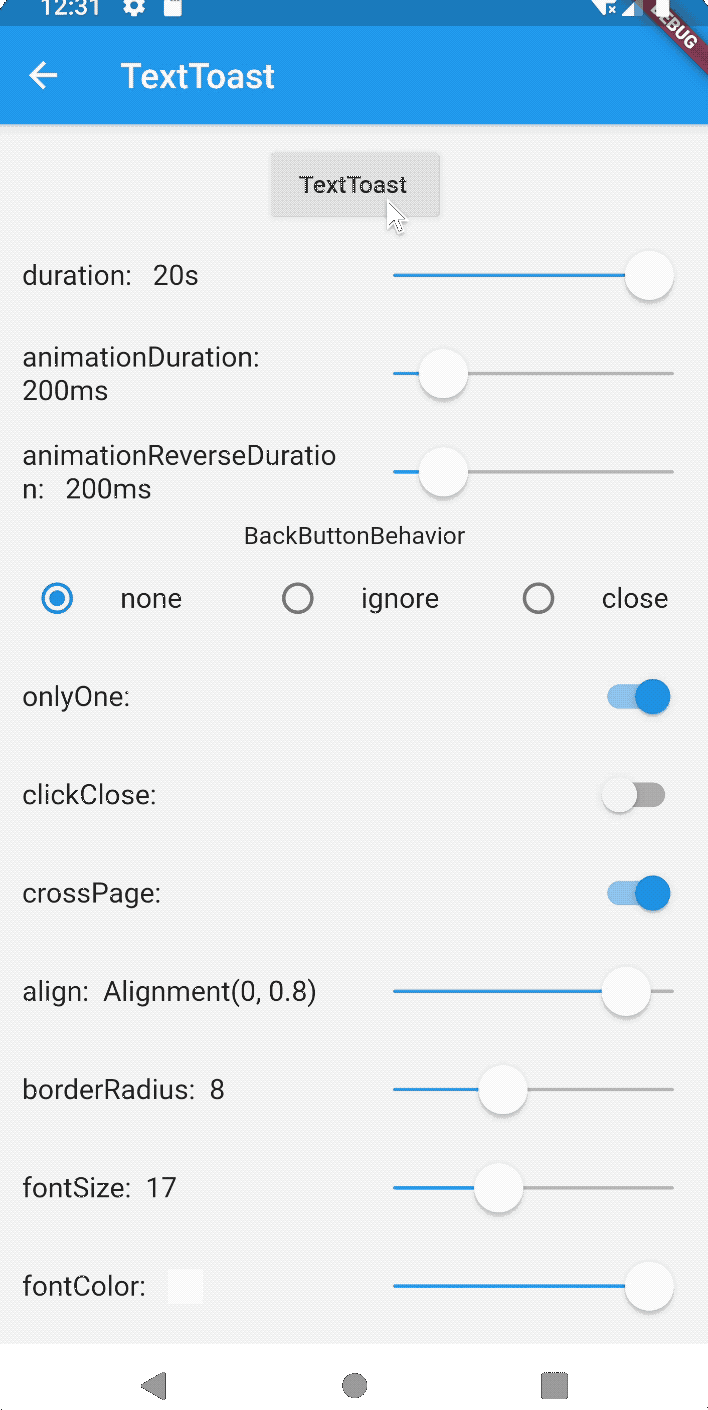 12:31
DEBUG
TextToast
TextToast
duration: 20s
animationDuration:
200ms
animationReverseDuratio
n: 200ms
BackButtonBehavior
none ignore close
onlyOne:
clickClose:
crossPage:
align: Alignment(0, 0.8)
borderRadius: 8
fontSize: 17
fontColor: